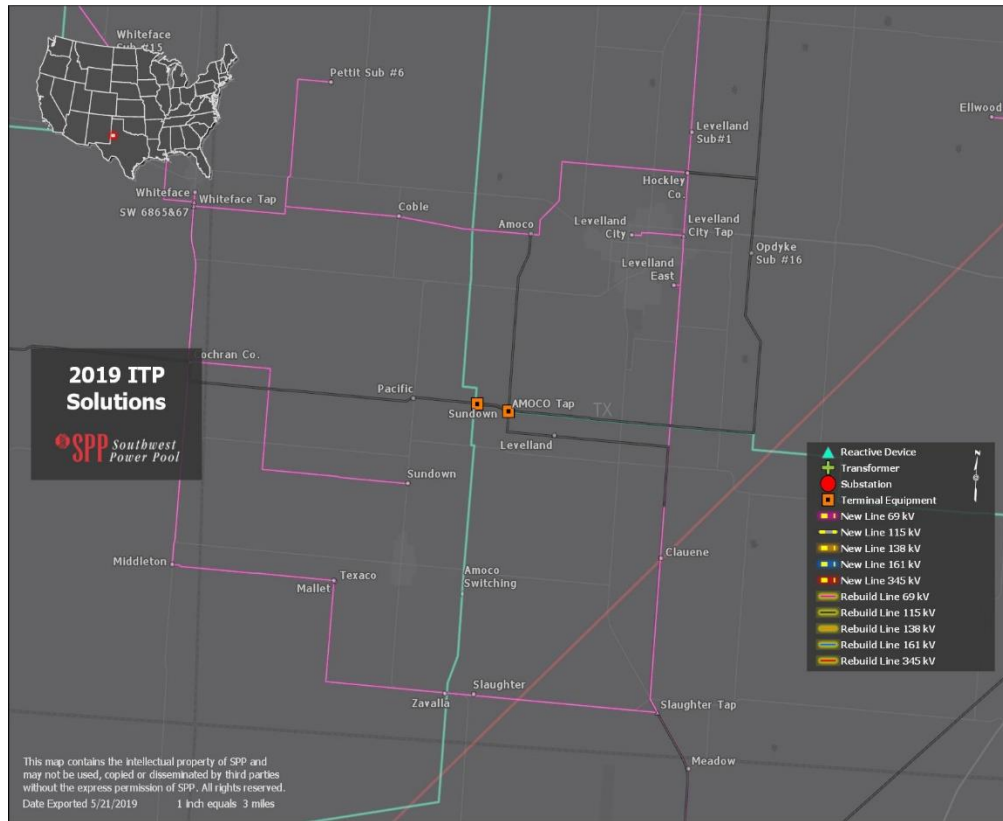 Whiteface
Sub #15
Pettit Sub #6
Ellwood
Levelland
Sub#1
Hockley
Co.
Whiteface
Whiteface Tap
SW 6865&67
Coble
Amoco
Levelland
City
Levelland
City Tap
Opdyke
Sub #16
Levelland
East
Cochran Co.
2019 ITP
Solutions
SPP Southwest
Power Pool
Pacific
Sundown
AMOCO Tap
TX
Levelland
Sundown
Reactive Device
Transformer
Substation
Terminal Equipment
New Line 69 kV
New Line 115 kV
New Line 138 kV
New Line 161 kV
New Line 345 kV
Rebuild Line 69 kV
Rebuild Line 115 kV
Rebuild Line 138 kV
Rebuild Line 161 kV
Rebuild Line 345 kV
N
Middleton
Texaco
Mallet
Amoco
Switching
Clauene
Slaughter
Zavalla
Slaughter Tap
Meadow
This map contains the intellectual property of SPP and
may not be used, copied or disseminated by third parties
without the express permission of SPP. All rights reserved.
Date Exported 5/21/2019 1 inch equals 3 miles